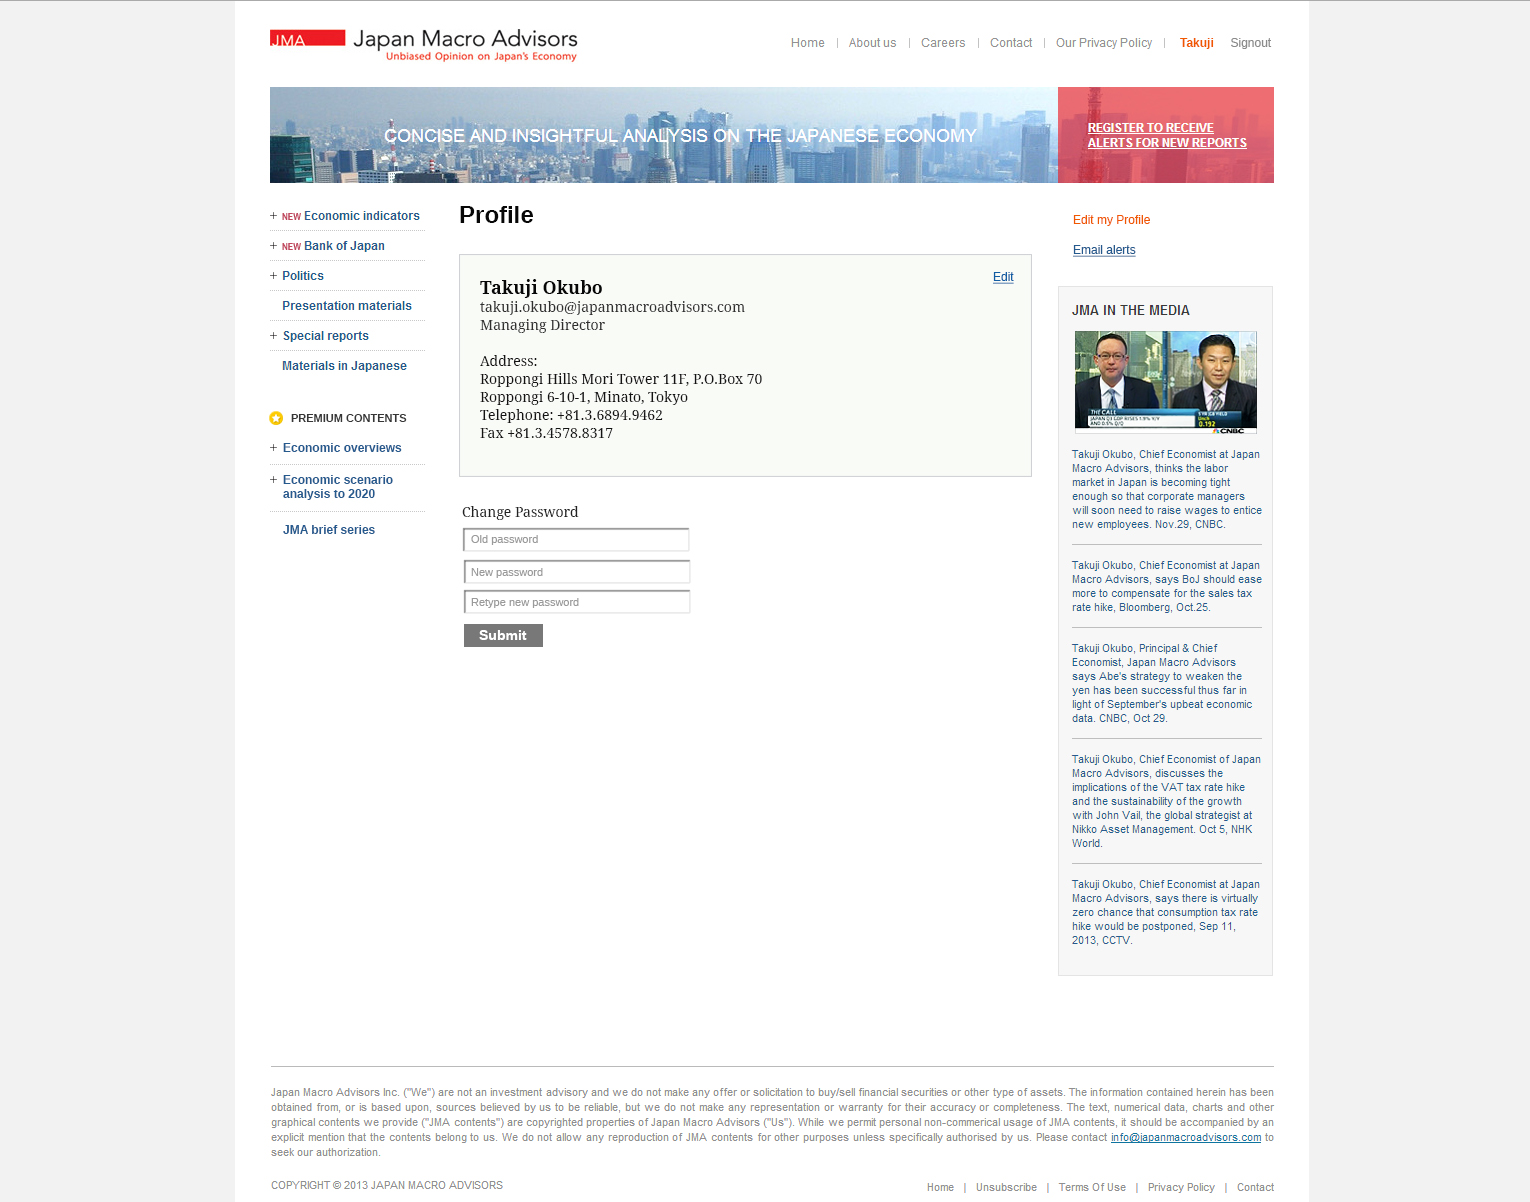 JMA Japan Macro Advisors
Unbiased Opinion on Japan's Economy
Home
About us
Careers
Contact
Our Privacy Policy
Takuji
Signout
CONCISE AND INSIGHTFUL ANALYSIS ON THE JAPANESE ECONOMY
REGISTER TO RECEIVE
ALERTS FOR NEW REPORTS
+ NEW Economic indicators
+ NEW Bank of Japan
+ Politics
Presentation materials
+ Special reports
Materials in Japanese
PREMIUM CONTENTS
+ Economic overviews
+ Economic scenario
analysis to 2020
JMA brief series
Profile
Edit
Takuji Okubo
takuji.okubo@japanmacroadvisors.com
Managing Director
Address:
Roppongi Hills Mori Tower 11F, P.O.Box 70
Roppongi 6-10-1, Minato, Tokyo
Telephone: +81.3.6894.9462
Fax +81.3.4578.8317
Change Password
Old password
New password
Retype new password
Submit
Edit my Profile
Email alerts
JMA IN THE MEDIA
THE CALL
JAPAN Q3 GDP RISES 1.9% Y/Y
AND 0.5% Q/Q
0.192
CNBC
Takuji Okubo, Chief Economist at Japan
Macro Advisors, thinks the labor
market in Japan is becoming tight
enough so that corporate managers
will soon need to raise wages to entice
new employees. Nov.29, CNBC.
Takuji Okubo, Chief Economist at Japan
Macro Advisors, says BoJ should ease
more to compensate for the sales tax
rate hike, Bloomberg, Oct.25.
Takuji Okubo, Principal & Chief
Economist, Japan Macro Advisors
says Abe's strategy to weaken the
yen has been successful thus far in
light of September's upbeat economic
data. CNBC, Oct 29.
Takuji Okubo, Chief Economist of Japan
Macro Advisors, discusses the
implications of the VAT tax rate hike
and the sustainability of the growth
with John Vail, the global strategist at
Nikko Asset Management. Oct 5, NHK
World.
Takuji Okubo, Chief Economist at Japan
Macro Advisors, says there is virtually
zero chance that consumption tax rate
hike would be postponed, Sep 11,
2013, CCTV.
Japan Macro Advisors Inc. ("We") are not an investment advisory and we do not make any offer or solicitation to buy/sell financial securities or other type of assets. The information contained herein has been
obtained from, or is based upon, sources believed by us to be reliable, but we do not make any representation or warranty for their accuracy or completeness. The text, numerical data, charts and other
graphical contents we provide ("JMA contents") are copyrighted properties of Japan Macro Advisors ("Us"). While we permit personal non-commerical usage of JMA contents, it should be accompanied by an
explicit mention that the contents belong to us. We do not allow any reproduction of JMA contents for other purposes unless specifically authorised by us. Please contact info@japanmacroadvisors.com to
seek our authorization.
COPYRIGHT © 2013 JAPAN MACRO ADVISORS
Home | Unsubscribe | Terms Of Use | Privacy Policy | Contact